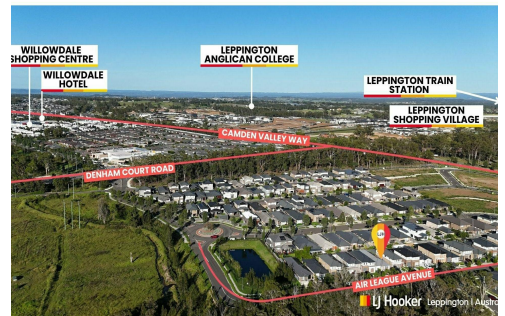 WILLOWDALE
SHOPPING CENTRE
WILLOWDALE
HOTEL
LEPPINGTON
ANGLICAN COLLEGE
LEPPINGTON TRAIN
STATION
LEPPINGTON
SHOPPING VILLAGE
CAMDEN VALLEY WAY
DENHAM COURT ROAD
AIR LEAGUE AVENUE
LJ Hooker Leppington | Austra